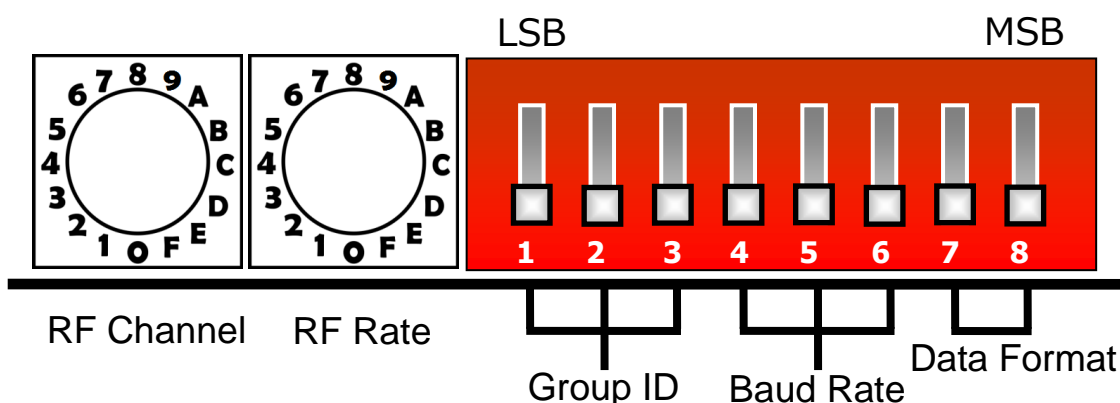 LSB MSB
0 1 2 3 4 5 6 7 8 9 A B C D E F
0 1 2 3 4 5 6 7 8 9 A B C D E F
1 2 3 4 5 6 7 8
RF Channel RF Rate
Group ID Baud Rate Data Format